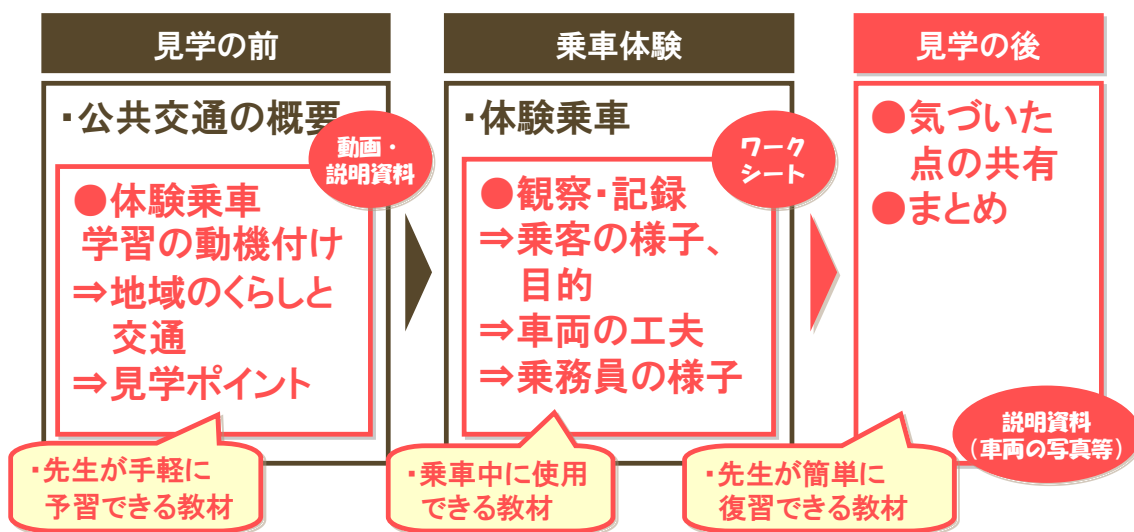 見学の前
・公共交通の概要
動画・
説明資料
●体験乗車
学習の動機付け
⇒地域のくらしと
交通
⇒見学ポイント
・先生が手軽に
予習できる教材
乗車体験
・体験乗車
ワーク
シート
●観察・記録
⇒乗客の様子、
目的
⇒車両の工夫
⇒乗務員の様子
・乗車中に使用
できる教材
見学の後
●気づいた
点の共有
●まとめ
説明資料
(車両の写真等)
・先生が簡単に
復習できる教材